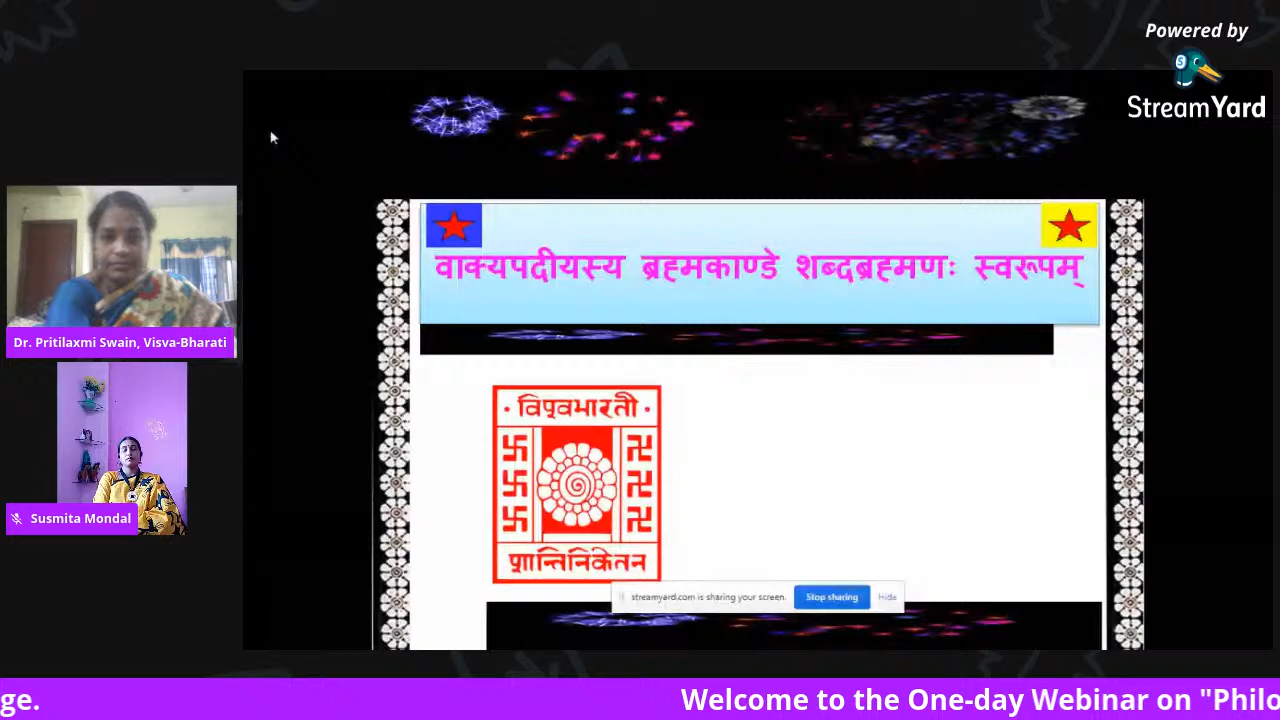 Powered by
StreamYard
वाक्यपदीयस्य ब्रह्मकाण्डे शब्दब्रह्मणः स्वरूपम्
Dr. Pritilaxmi Swain, Visva-Bharati
विश्वभारती
Susmita Mondal
शान्तिनिकेतन
streamyard.com is sharing your screen.
Stop sharing
Hide
ge.
Welcome to the One-day Webinar on "Philo